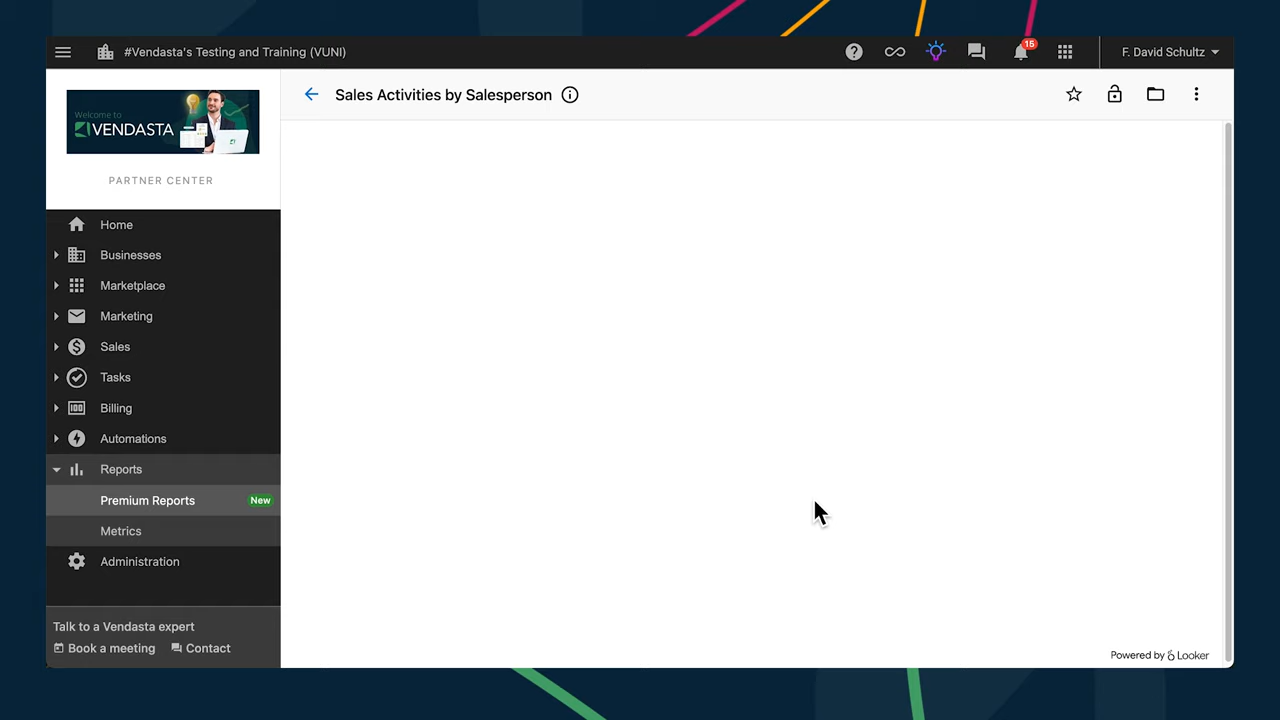 #Vendasta's Testing and Training (VUNI)
15
F. David Schultz
Welcome to
VENDASTA
PARTNER CENTER
Sales Activities by Salesperson
Home
Businesses
Marketplace
Marketing
Sales
Tasks
Billing
Automations
Reports
Premium Reports New
Metrics
Administration
Talk to a Vendasta expert
Book a meeting Contact
Powered by Looker